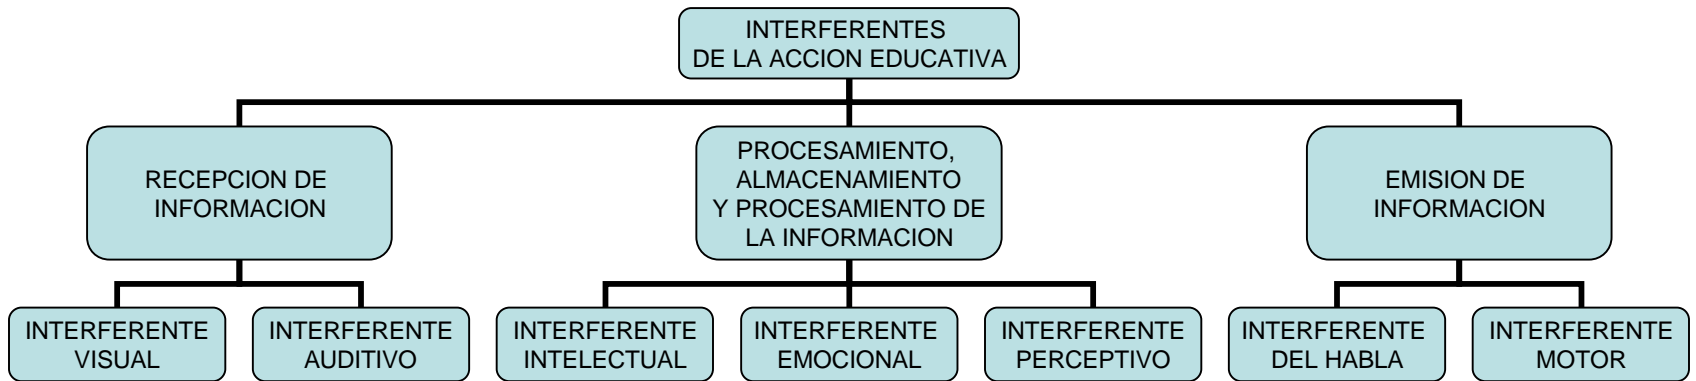 INTERFERENTES
DE LA ACCION EDUCATIVA
RECEPCION DE
INFORMACION
PROCESAMIENTO,
ALMACENAMIENTO
Y PROCESAMIENTO DE
LA INFORMACION
EMISION DE
INFORMACION
INTERFERENTE
VISUAL
INTERFERENTE
AUDITIVO
INTERFERENTE
INTELECTUAL
INTERFERENTE
EMOCIONAL
INTERFERENTE
PERCEPTIVO
INTERFERENTE
DEL HABLA
INTERFERENTE
MOTOR